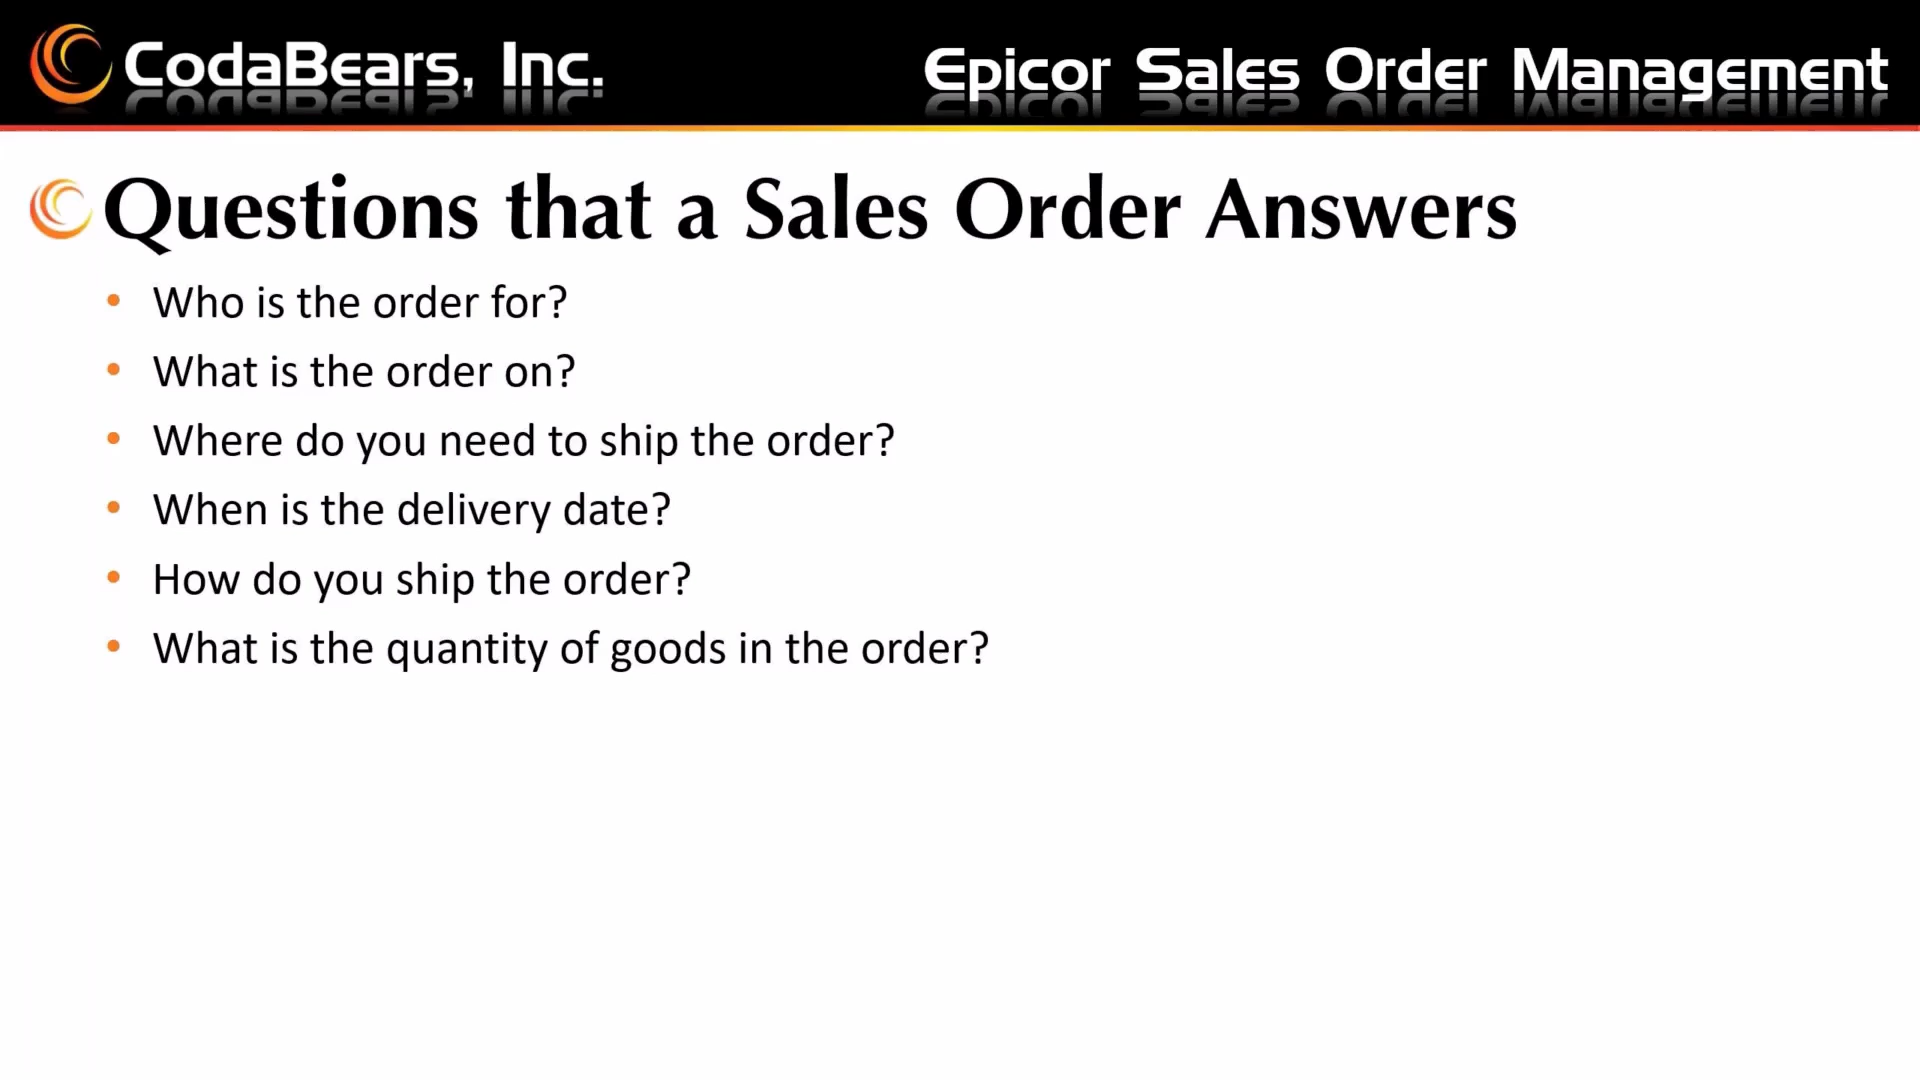 CodaBears, Inc.
Epicor Sales Order Management
Questions that a Sales Order Answers
• Who is the order for?
• What is the order on?
• Where do you need to ship the order?
• When is the delivery date?
• How do you ship the order?
• What is the quantity of goods in the order?